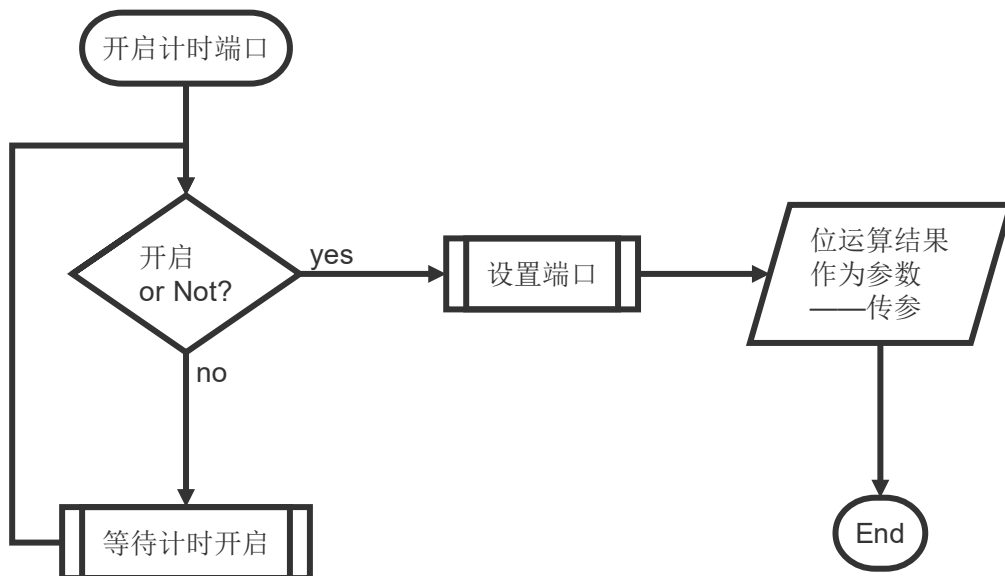 开启计时端口
开启
or Not?
yes
设置端口
位运算结果
作为参数
——传参
no
等待计时开启
End